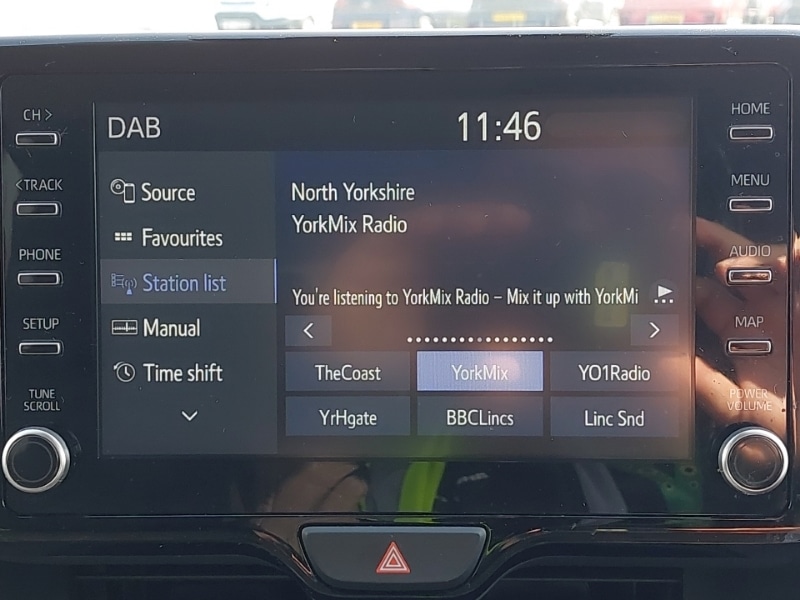 CH >
<TRACK
PHONE
SETUP
TUNE
SCROLL
DAB
11:46
Source
Favourites
Station list
Manual
Time shift
North Yorkshire
YorkMix Radio
You're listening to YorkMix Radio – Mix it up with YorkMi
TheCoast YorkMix YO1Radio
YrHgate BBCLincs Linc Snd
HOME
MENU
AUDIO
MAP
POWER
VOLUME